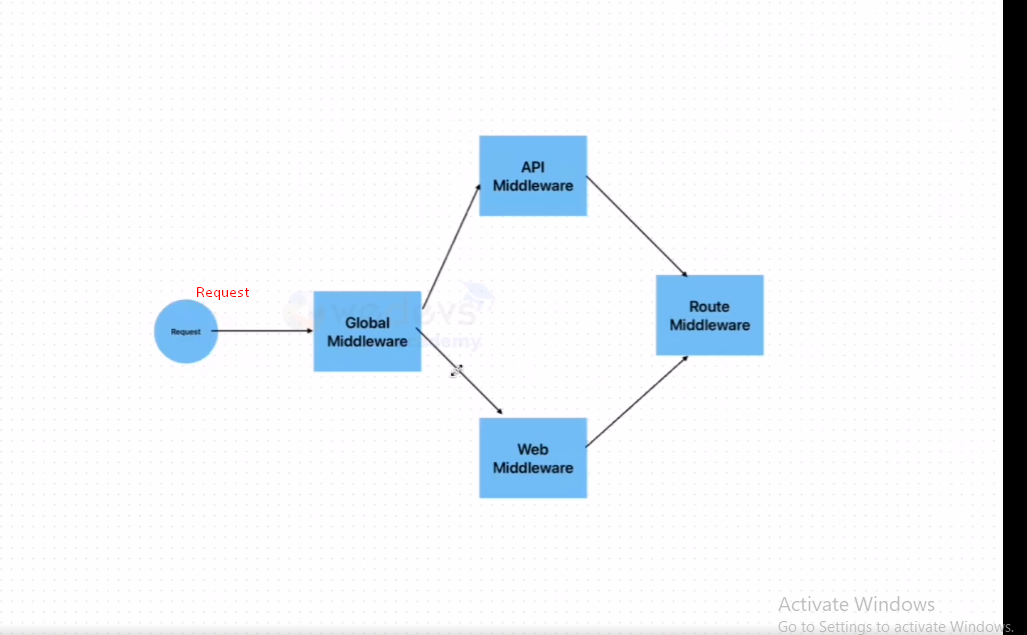 API
Middleware
Request
Request
Global
Middleware
Route
Middleware
Web
Middleware
Activate Windows
Go to Settings to activate Windows.